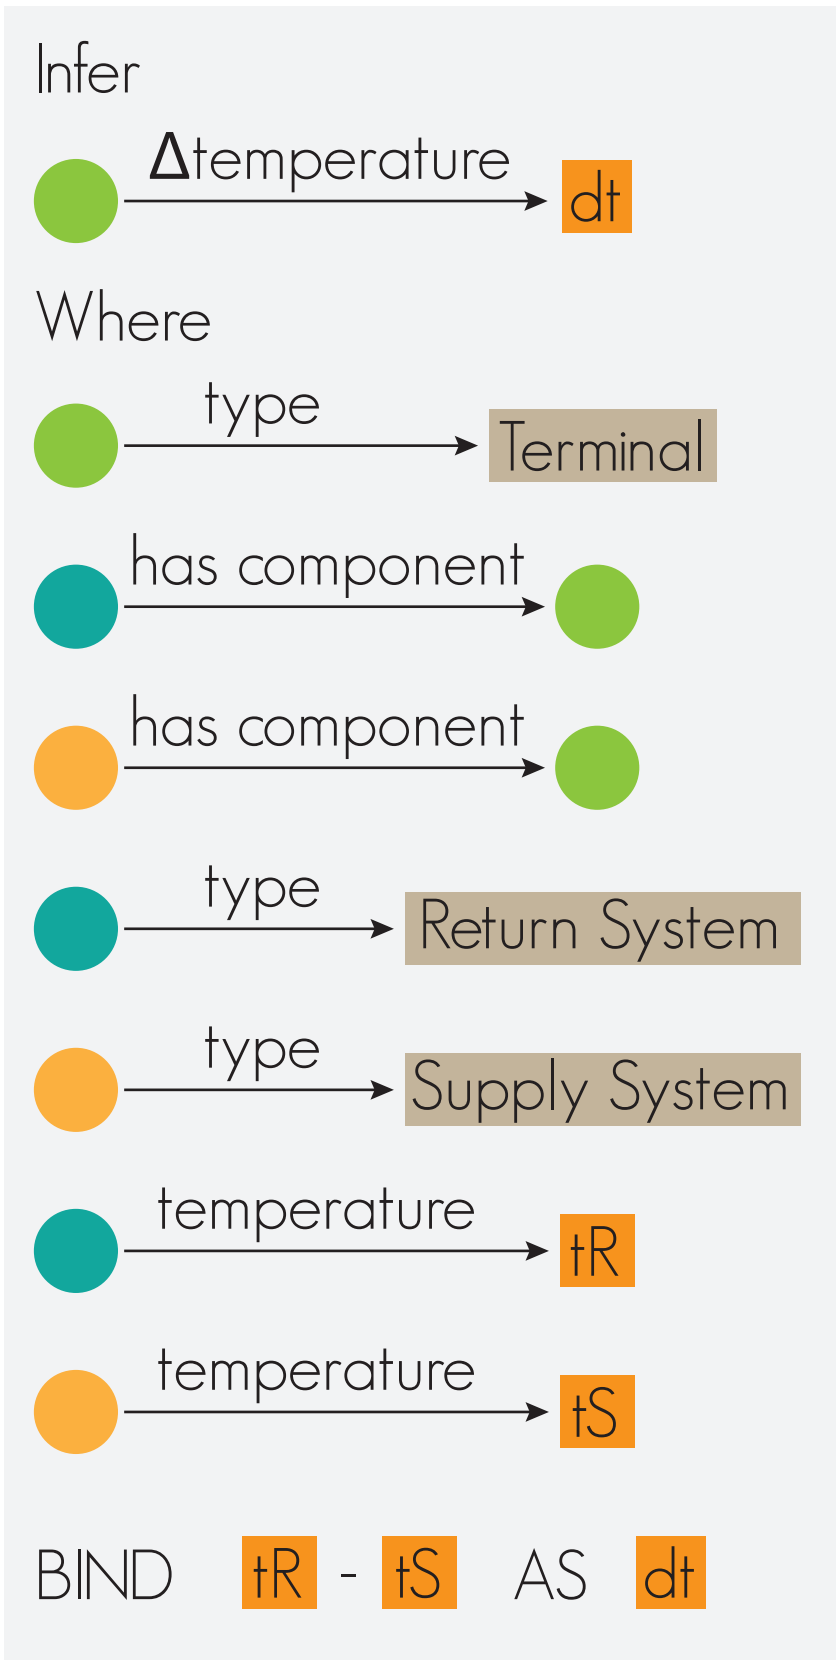 Infer
Δtemperature
dt
Where
type
Terminal
has component
has component
type
Return System
type
Supply System
temperature
tR
temperature
tS
BIND tR - tS AS dt